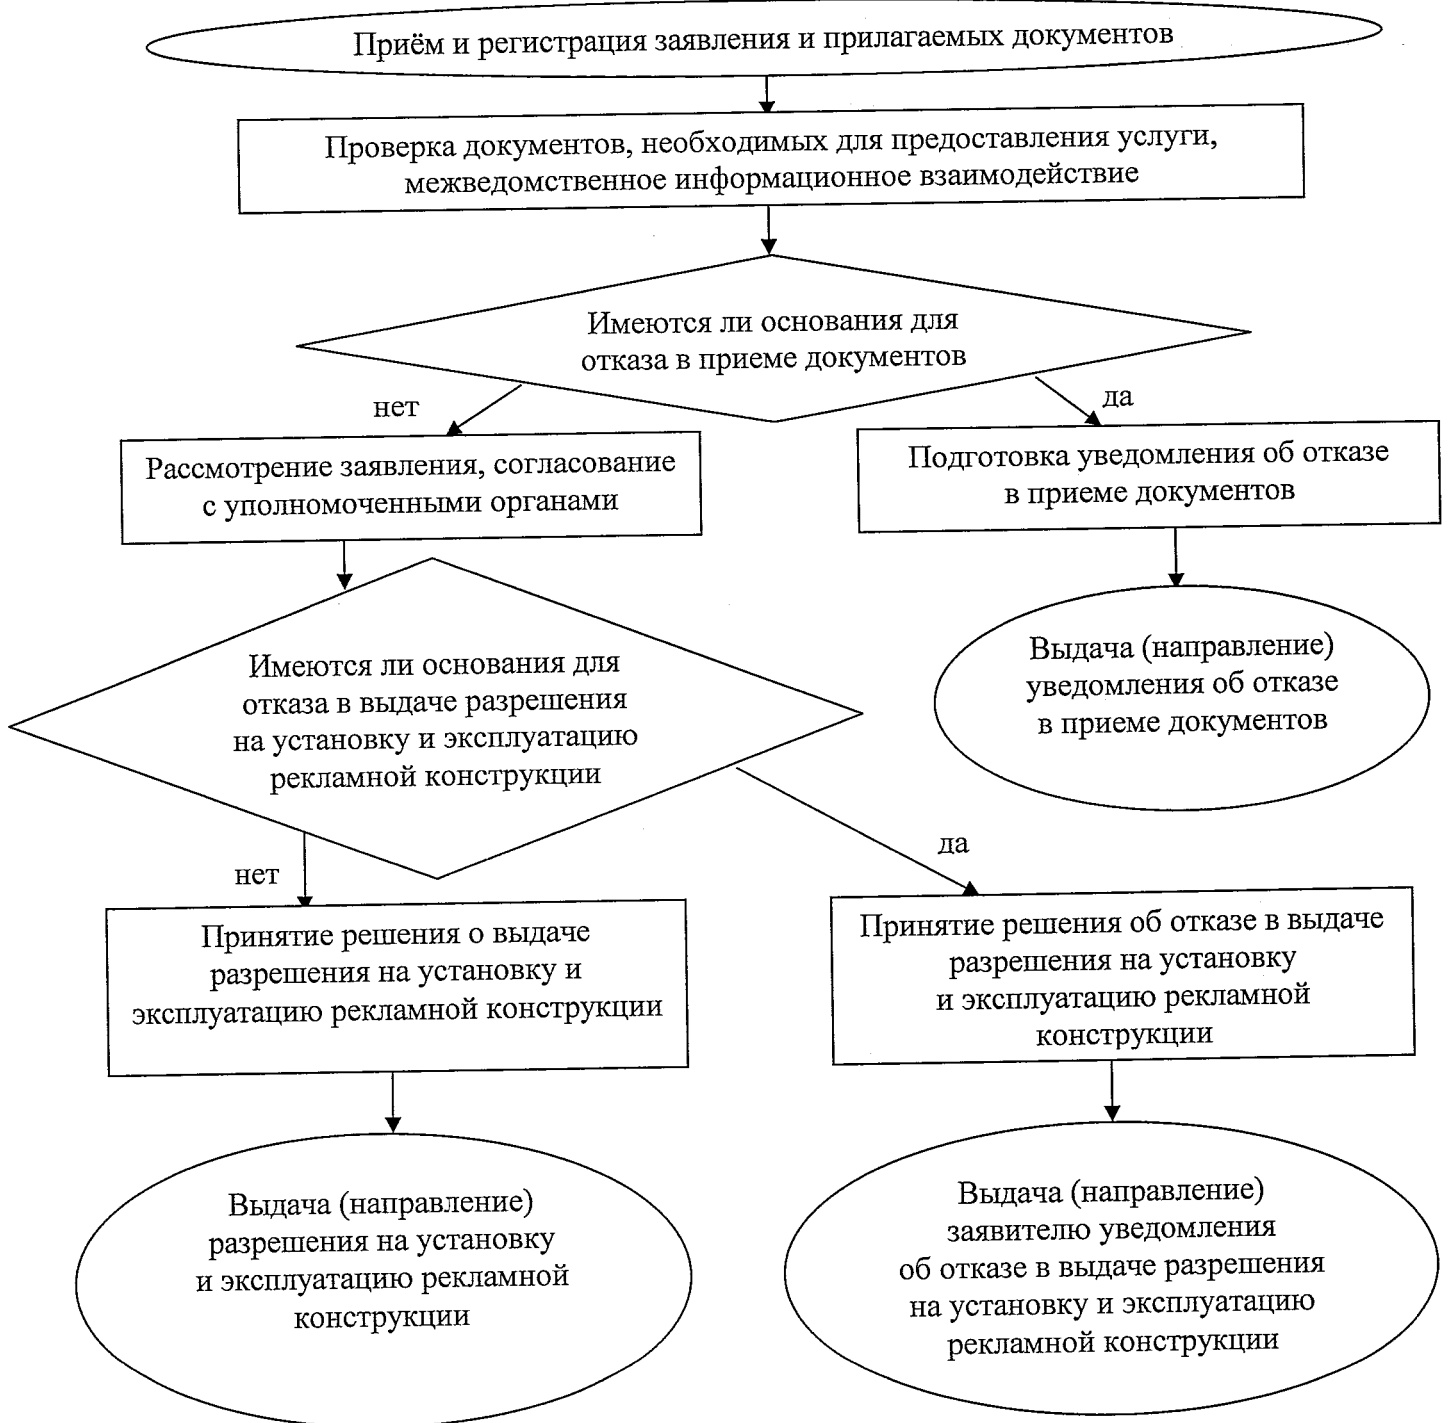 Приём и регистрация заявления и прилагаемых документов
Проверка документов, необходимых для предоставления услуги,
межведомственное информационное взаимодействие
Имеются ли основания для
отказа в приеме документов
нет
да
Рассмотрение заявления, согласование
с уполномоченными органами
Подготовка уведомления об отказе
в приеме документов
Выдача (направление)
уведомления об отказе
в приеме документов
Имеются ли основания для
отказа в выдаче разрешения
на установку и эксплуатацию
рекламной конструкции
нет
да
Принятие решения о выдаче
разрешения на установку и
эксплуатацию рекламной конструкции
Принятие решения об отказе в выдаче
разрешения на установку
и эксплуатацию рекламной
конструкции
Выдача (направление)
разрешения на установку
и эксплуатацию рекламной
конструкции
Выдача (направление)
заявителю уведомления
об отказе в выдаче разрешения
на установку и эксплуатацию
рекламной конструкции